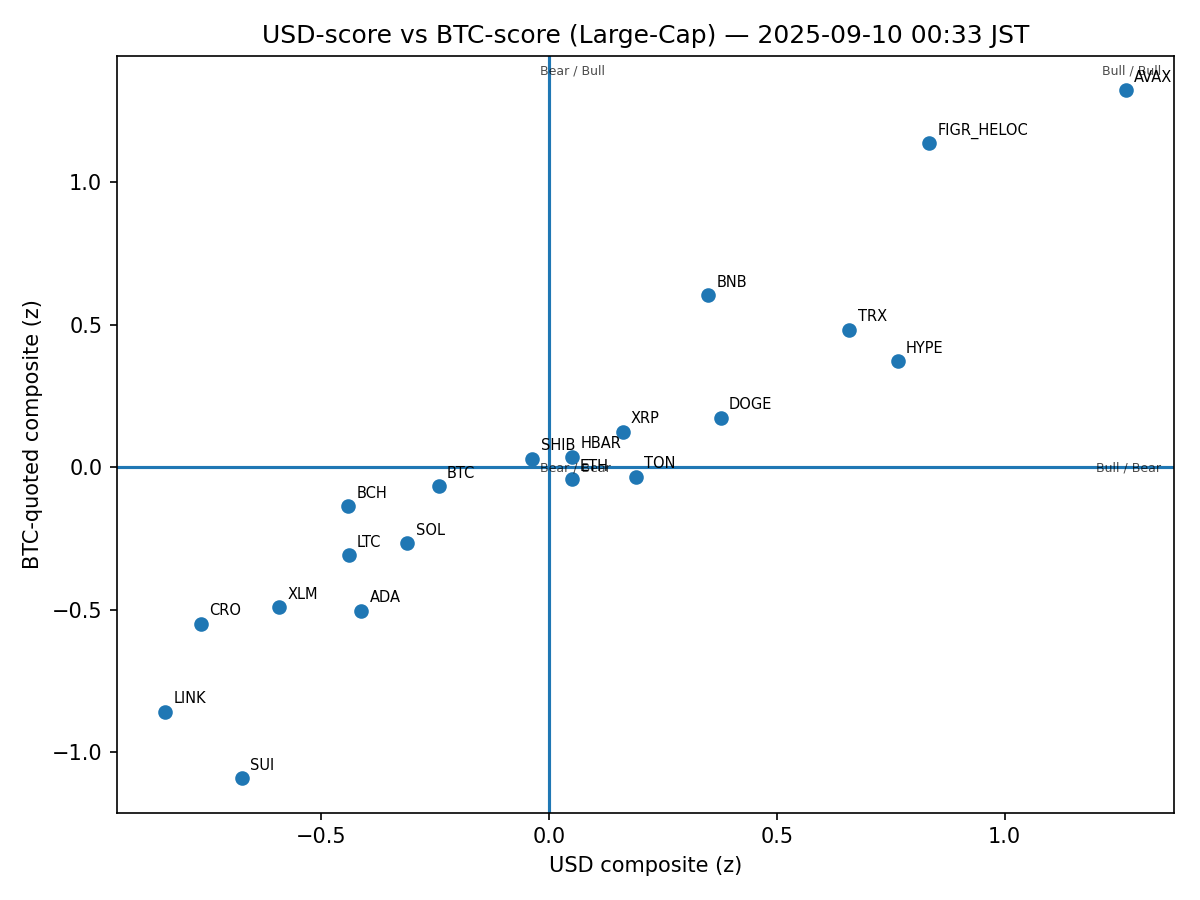 USD-score vs BTC-score (Large-Cap) — 2025-09-10 00:33 JST
Bear / Bull
Bull / Bull
AVAX
FIGR_HELOC
1.0
BNB
TRX
0.5
HYPE
DOGE
XRP
SHIB
HBAR
0.0
Bear / Bear
ETH
TON
Bull / Bear
BTC
BCH
SOL
LTC
XLM
ADA
−0.5
CRO
LINK
−1.0
SUI
−0.5
0.0
0.5
1.0
USD composite (z)
BTC-quoted composite (z)